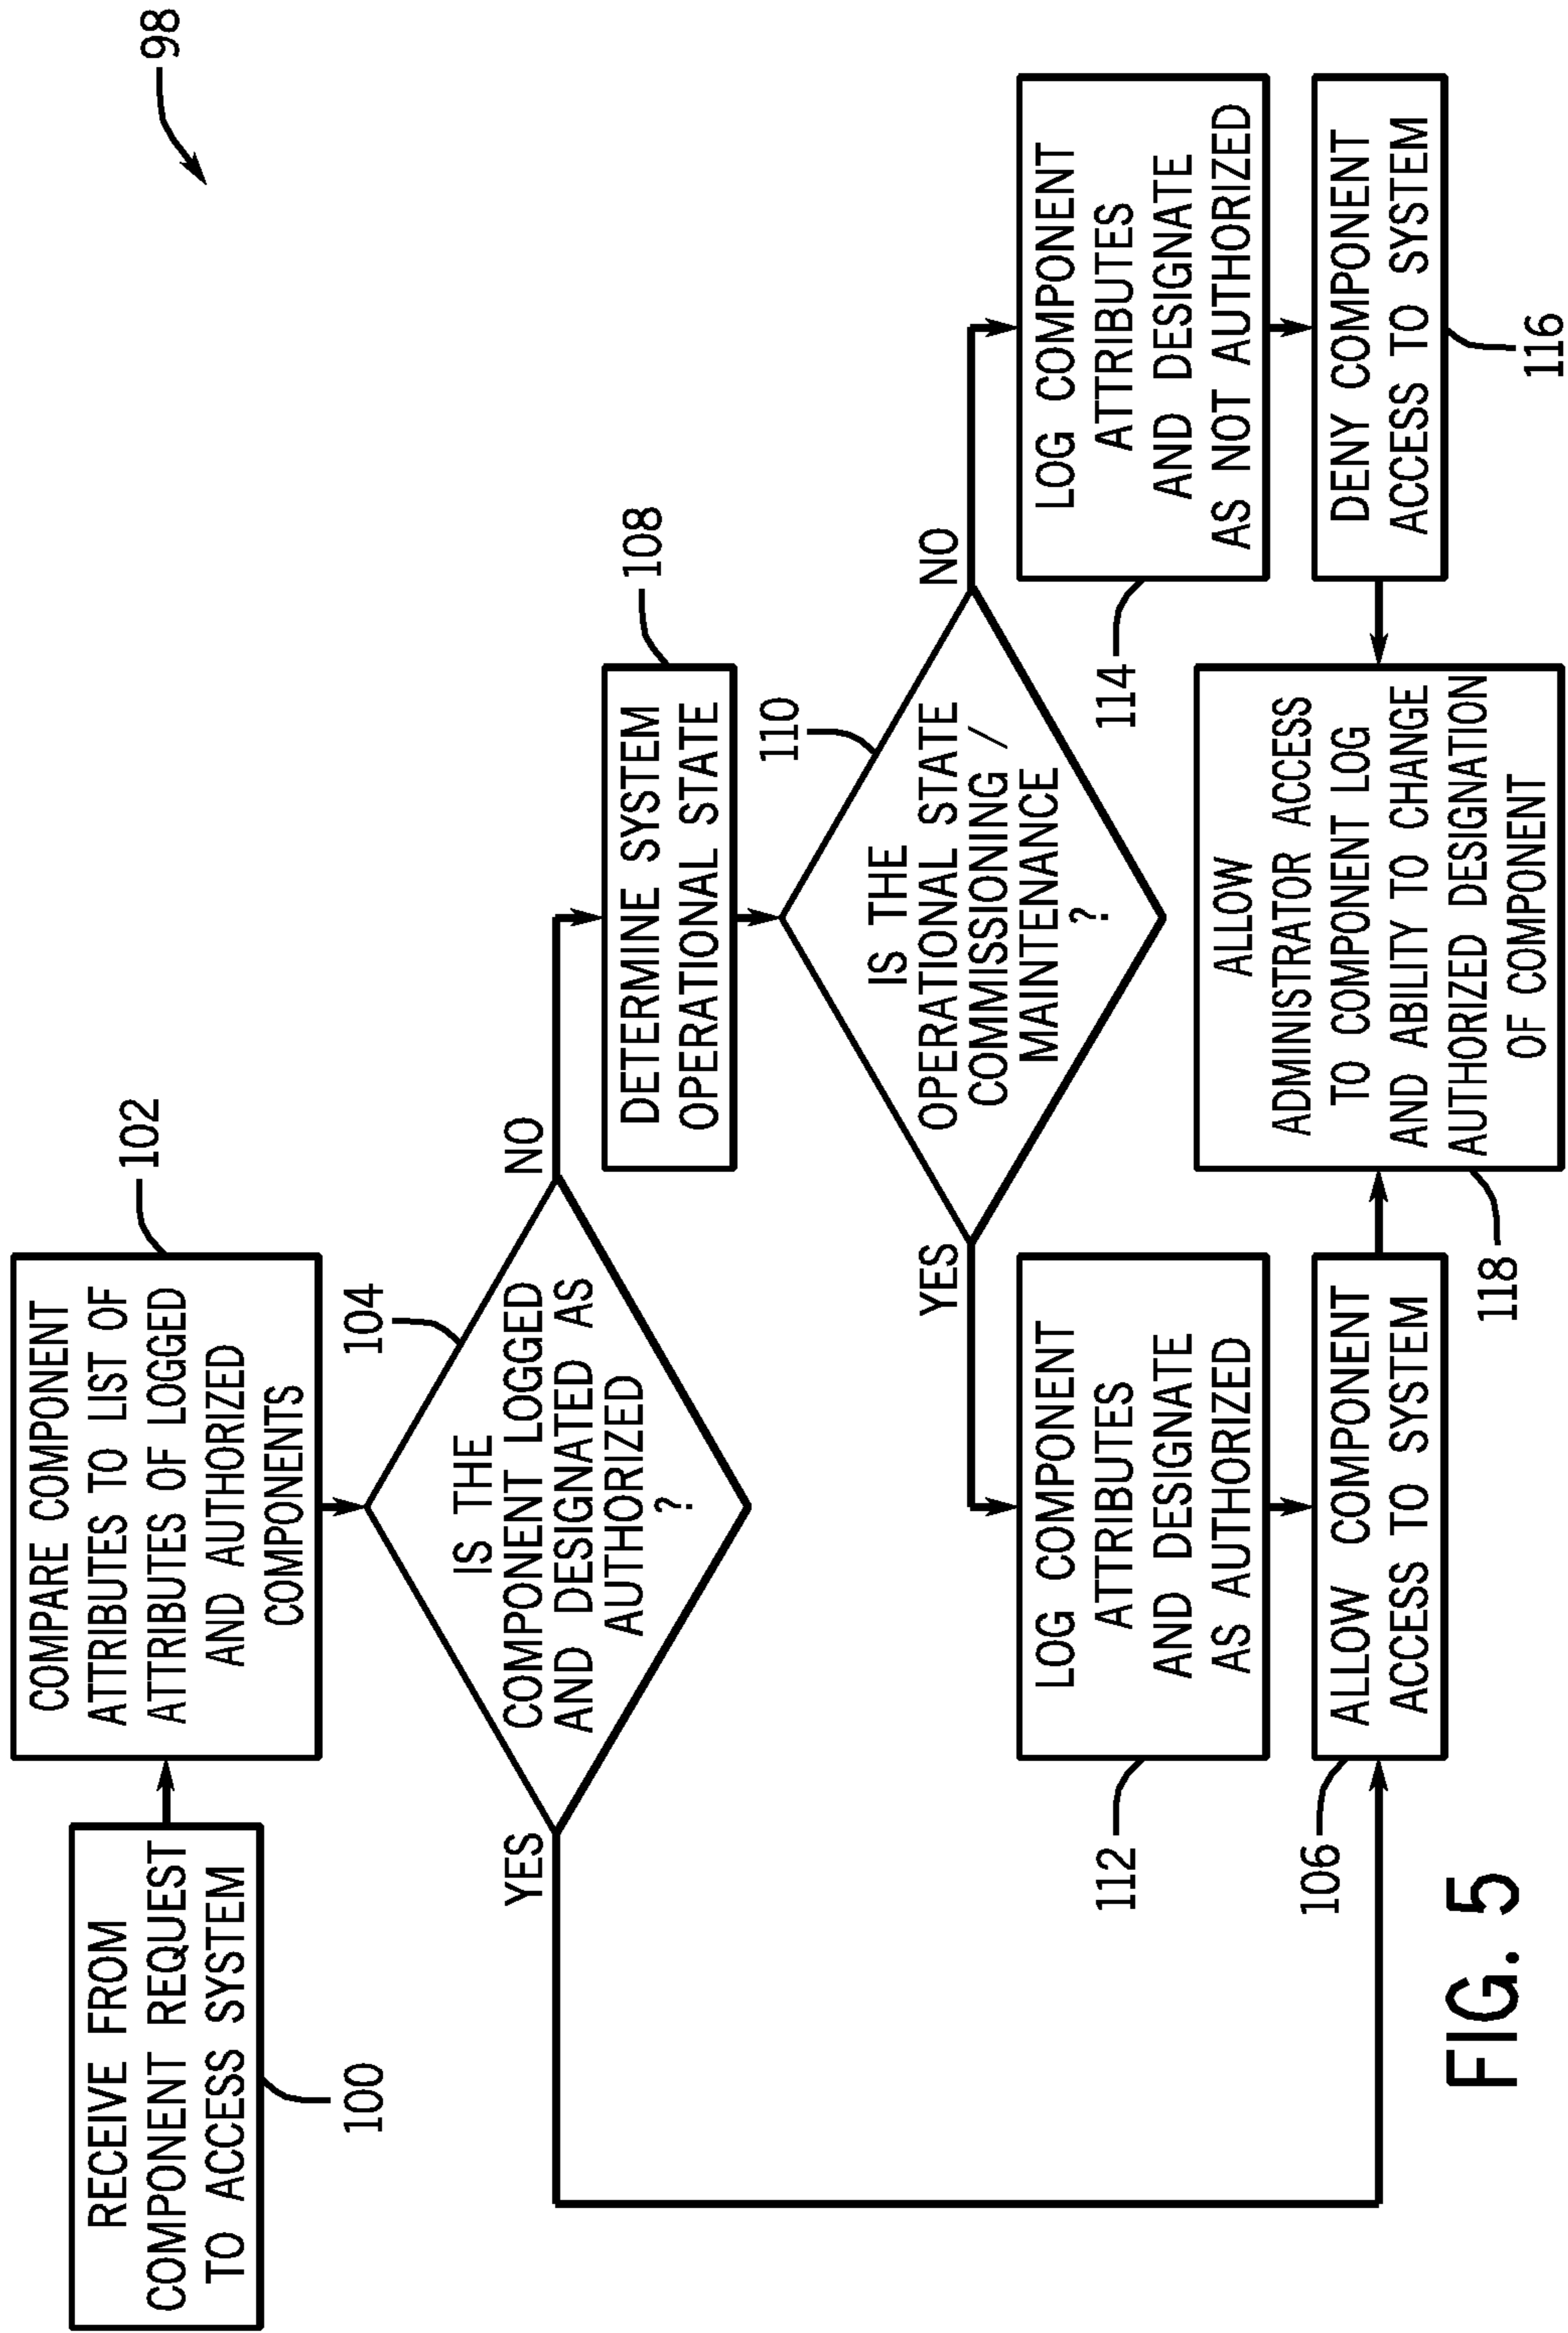 98
RECEIVE FROM
COMPONENT REQUEST
TO ACCESS SYSTEM
100
COMPARE COMPONENT
ATTRIBUTES TO LIST OF
ATTRIBUTES OF LOGGED
AND AUTHORIZED
COMPONENTS
102
IS THE
COMPONENT LOGGED
AND DESIGNATED AS
AUTHORIZED
?
104
YES
NO
DETERMINE SYSTEM
OPERATIONAL STATE
108
IS THE
OPERATIONAL STATE
COMMISSIONING /
MAINTENANCE
?
110
YES
NO
LOG COMPONENT
ATTRIBUTES
AND DESIGNATE
AS AUTHORIZED
112
LOG COMPONENT
ATTRIBUTES
AND DESIGNATE
AS NOT AUTHORIZED
114
ALLOW COMPONENT
ACCESS TO SYSTEM
106
ALLOW
ADMINISTRATOR ACCESS
TO COMPONENT LOG
AND ABILITY TO CHANGE
AUTHORIZED DESIGNATION
OF COMPONENT
118
DENY COMPONENT
ACCESS TO SYSTEM
116
FIG. 5